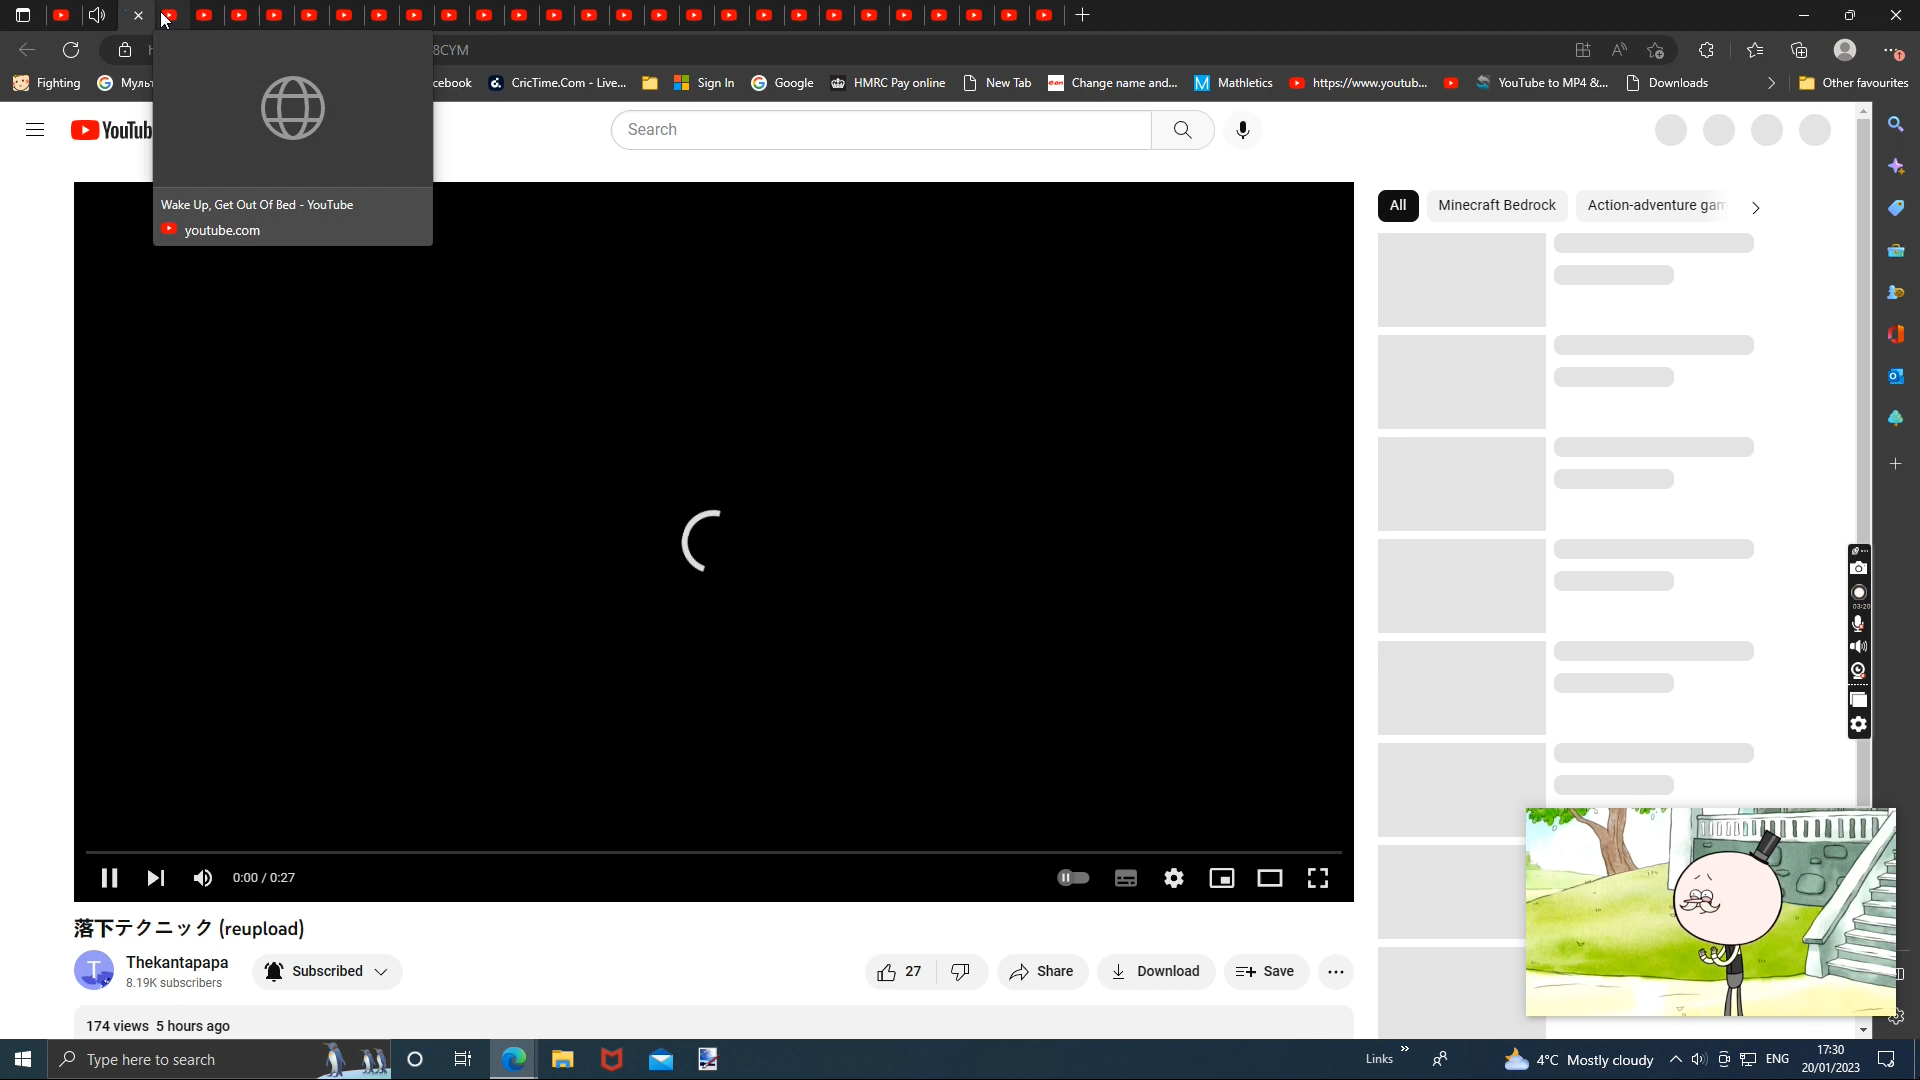 8CYM
Fighting
Мульт
cebook
CricTime.Com - Live...
Sign In
Google
HMRC Pay online
New Tab
Change name and...
Mathletics
https://www.youtub...
YouTube to MP4 &...
Downloads
Other favourites
YouTub
Search
Wake Up, Get Out Of Bed - YouTube
youtube.com
All
Minecraft Bedrock
Action-adventure gam
03:20
0:00 / 0:27
落下テクニック (reupload)
T
Thekantapapa
8.19K subscribers
Subscribed
27
Share
Download
Save
174 views 5 hours ago
Type here to search
Links
4°C Mostly cloudy
ENG
17:30
20/01/2023